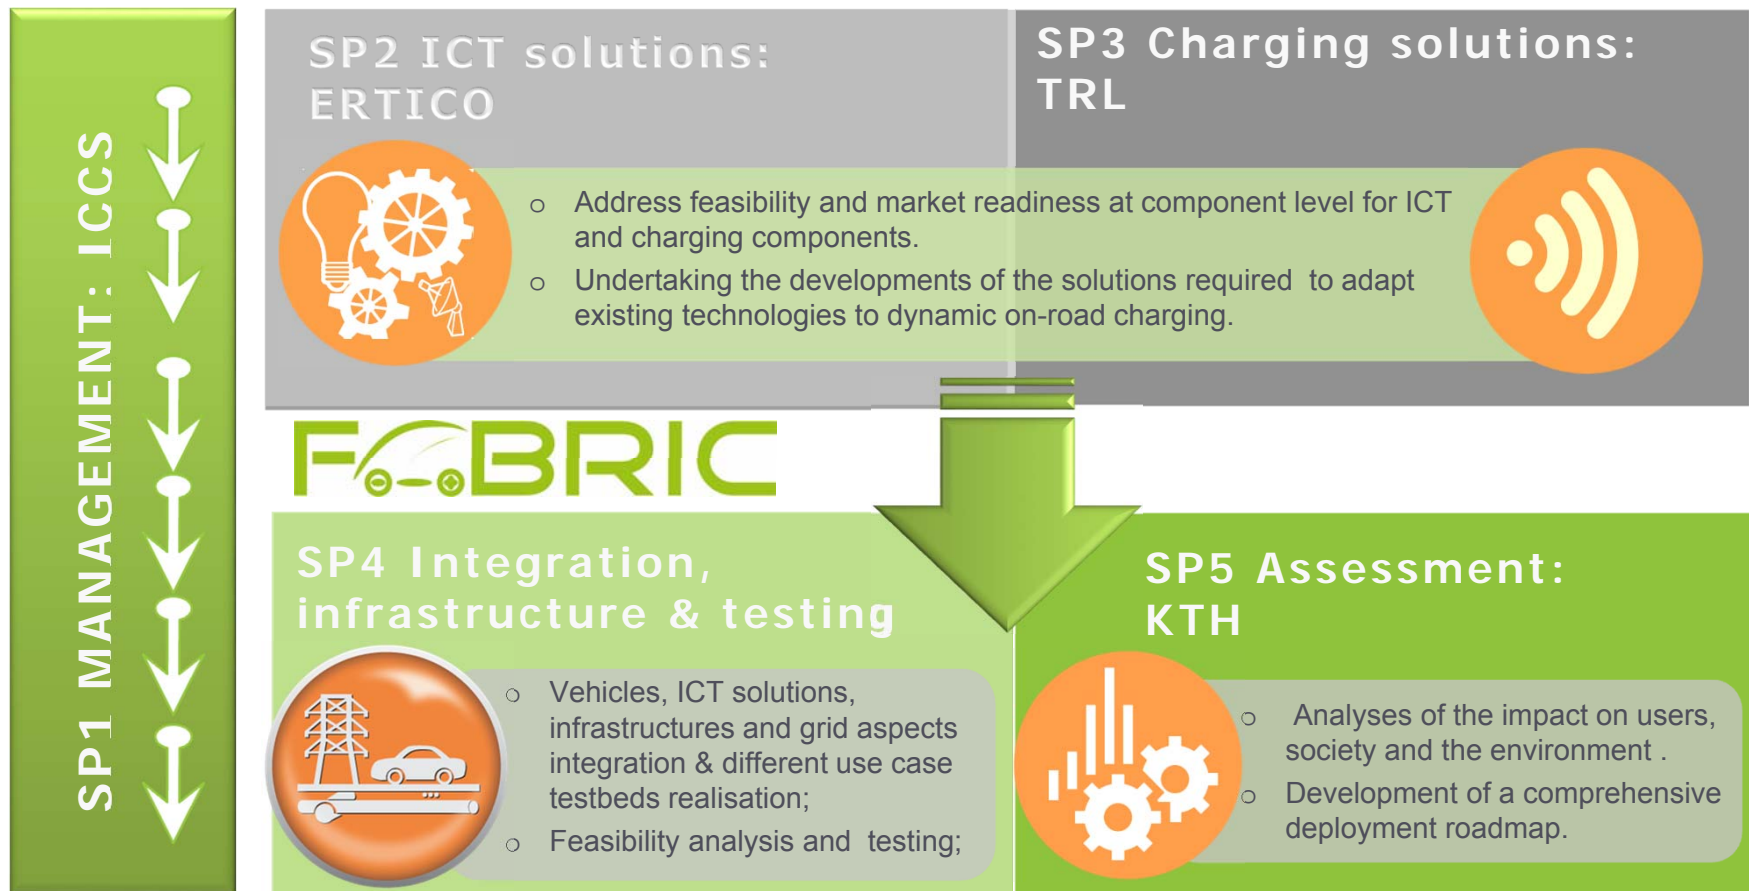 SP1 MANAGEMENT: ICCS
SP2 ICT solutions:
ERTICO
SP3 Charging solutions:
TRL
o Address feasibility and market readiness at component level for ICT
and charging components.
o Undertaking the developments of the solutions required  to adapt
existing technologies to dynamic on-road charging.
FABRIC
SP4 Integration,
infrastructure & testing
o Vehicles, ICT solutions,
infrastructures and grid aspects
integration & different use case
testbeds realisation;
o Feasibility analysis and  testing;
SP5 Assessment:
KTH
o Analyses of the impact on users,
society and the environment .
o Development of a comprehensive
deployment roadmap.